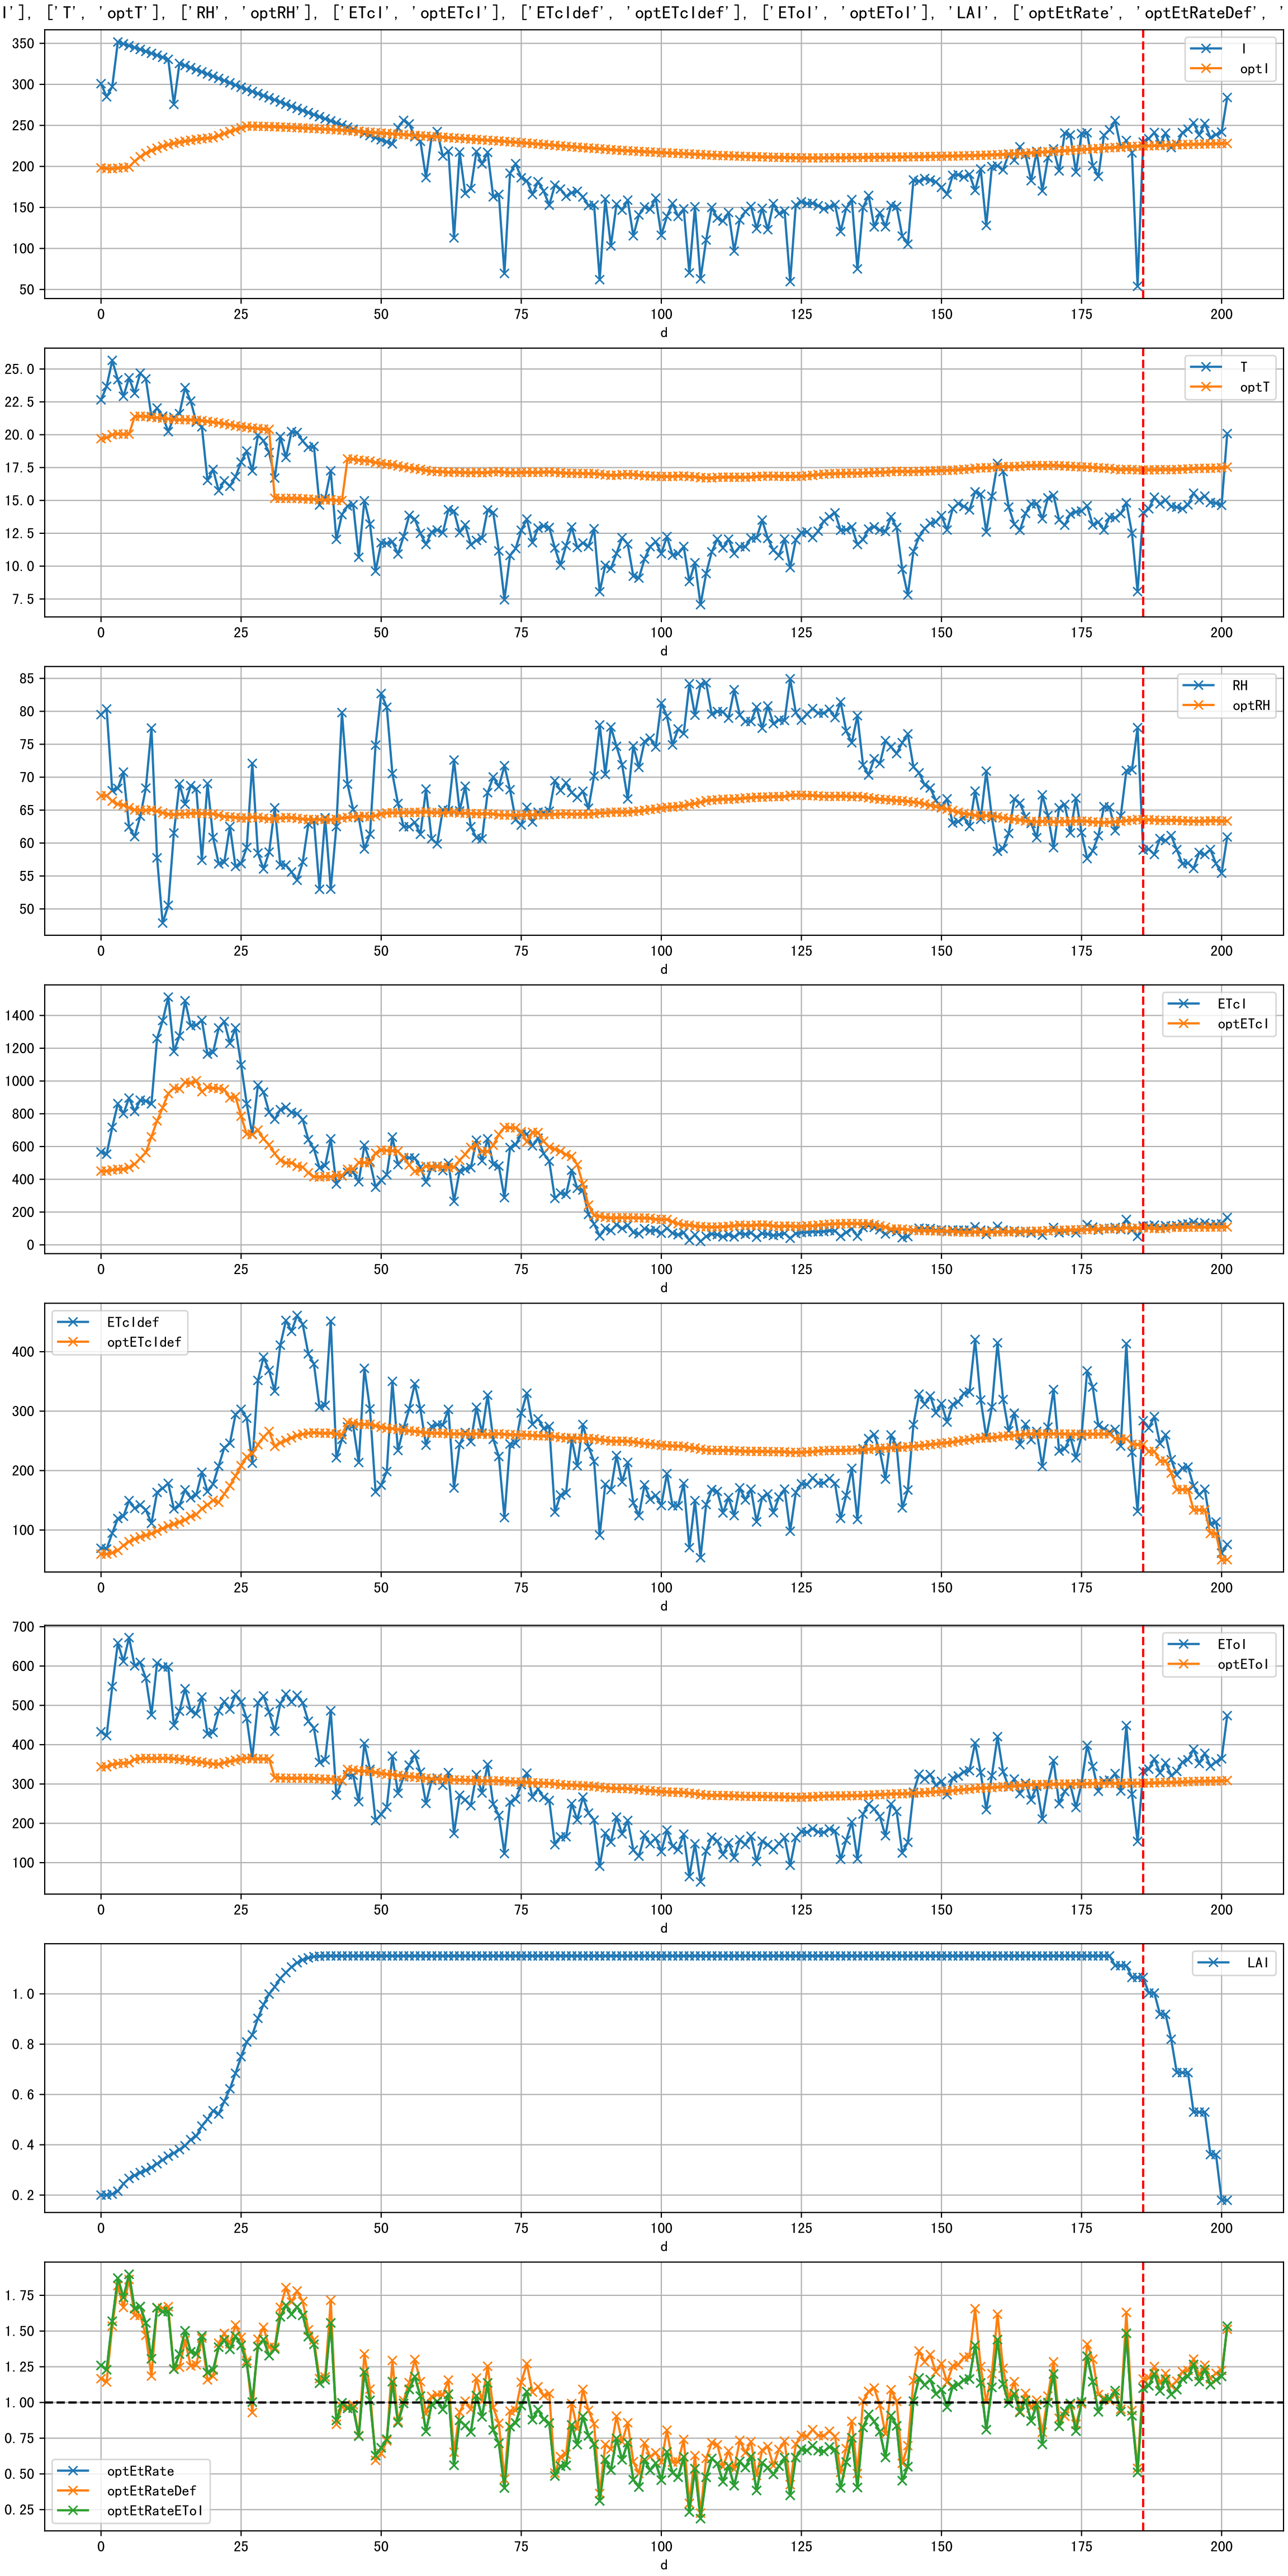 I'], ['T', 'optT'], ['RH', 'optRH'], ['ETcI', 'optETcI'], ['ETcIdef', 'optETcIdef'], ['EToI', 'optEToI'], 'LAI', ['optEtRate', 'optEtRateDef', '
350
300
250
200
150
100
50
I
optI
0 25 50 75 100 125 150 175 200
d
25.0
22.5
20.0
17.5
15.0
12.5
10.0
7.5
T
optT
0 25 50 75 100 125 150 175 200
d
85
80
75
70
65
60
55
50
RH
optRH
0 25 50 75 100 125 150 175 200
d
1400
1200
1000
800
600
400
200
0
ETcI
optETcI
0 25 50 75 100 125 150 175 200
d
400
300
200
100
ETcIdef
optETcIdef
0 25 50 75 100 125 150 175 200
d
700
600
500
400
300
200
100
EToI
optEToI
0 25 50 75 100 125 150 175 200
d
1.0
0.8
0.6
0.4
0.2
LAI
0 25 50 75 100 125 150 175 200
d
1.75
1.50
1.25
1.00
0.75
0.50
0.25
optEtRate
optEtRateDef
optEtRateEToI
0 25 50 75 100 125 150 175 200
d